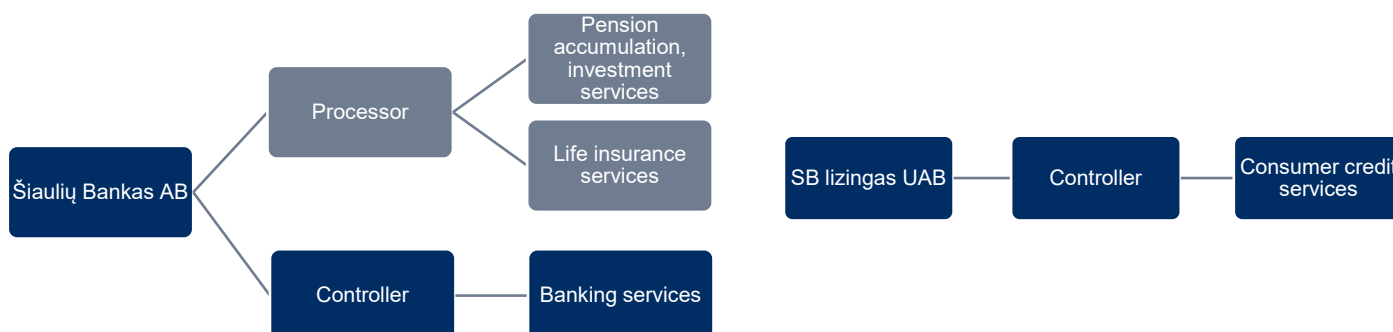 Šiaulių Bankas AB
Processor
Pension
accumulation,
investment
services
Life insurance
services
Controller
Banking services
SB lizingas UAB
Controller
Consumer credit
services